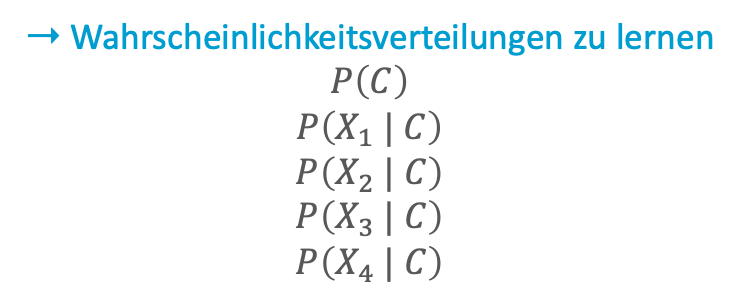 → Wahrscheinlichkeitsverteilungen zu lernen
P(C)
P(X₁ | C)
P(X₂ | C)
P(X₃ | C)
P(X₄ | C)